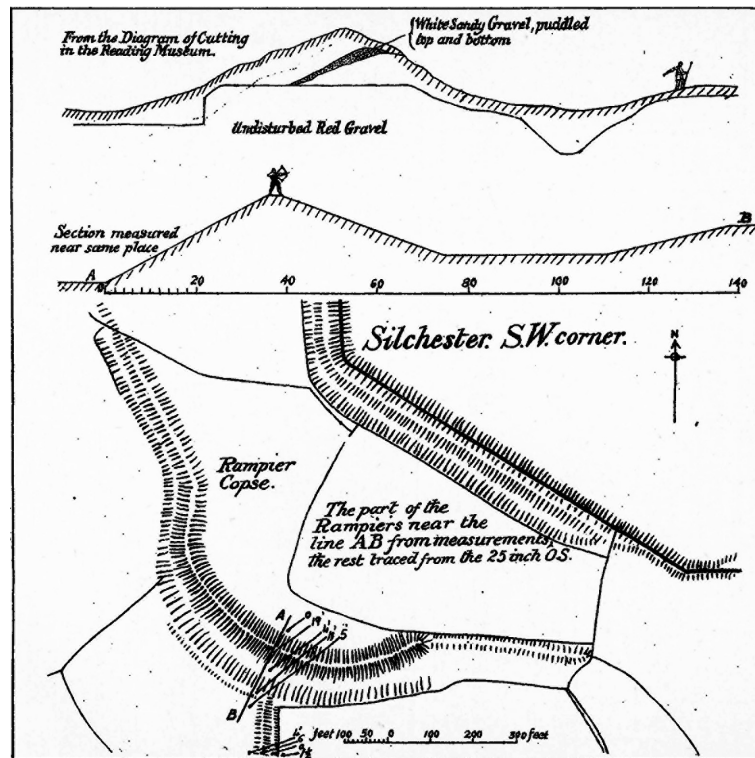 From the Diagram of Cutting
in the Reading Museum.
White Sandy Gravel, puddled
top and bottom
Undisturbed Red Gravel
Section measured
near same place
A
B
0 20 40 60 80 100 120 140
Silchester. S.W. corner.
N
Rampier
Copse.
The part of the
Rampiers near the
line AB from measurements,
the rest traced from the 25 inch O.S.
A
B
feet 100 50 0 100 200 300 feet